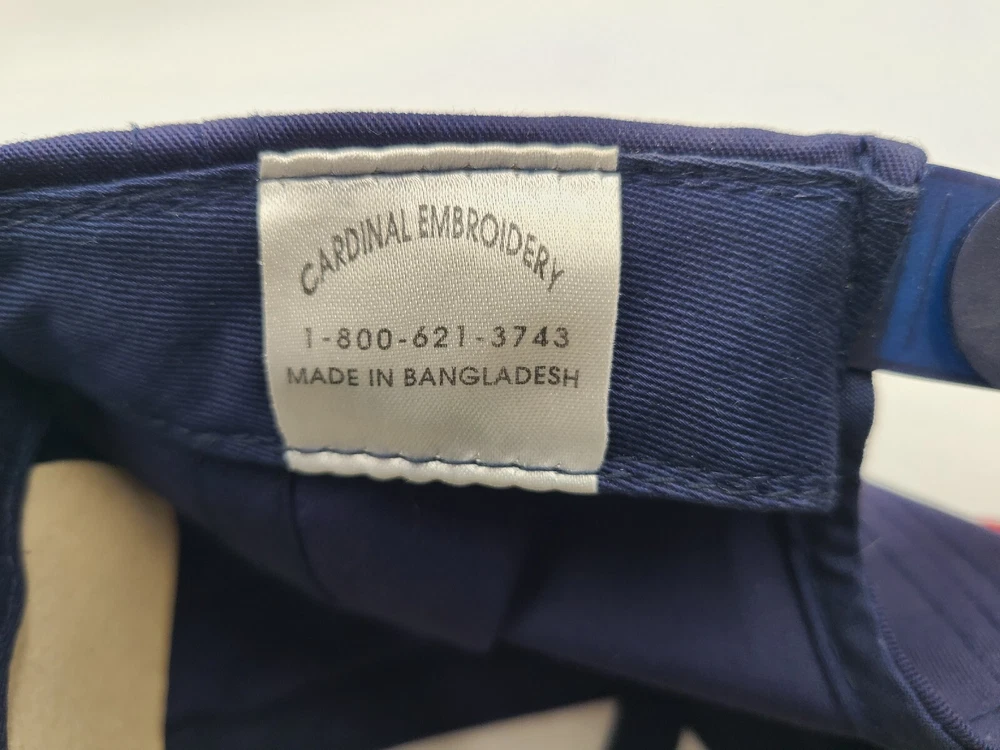 CARDINAL EMBROIDERY
1-800-621-3743
MADE IN BANGLADESH